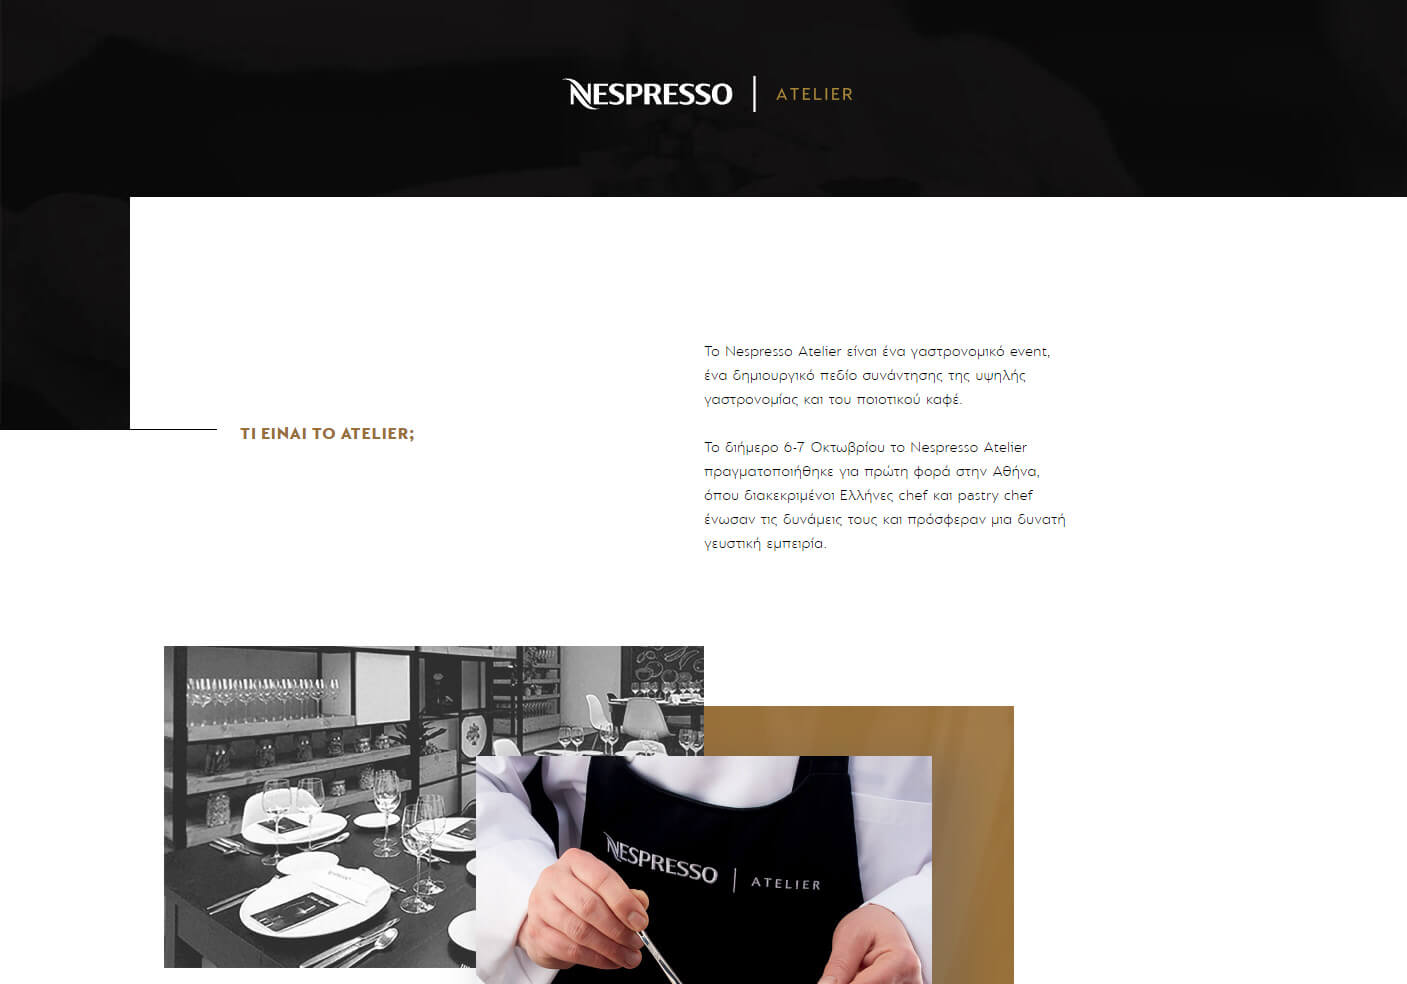 NESPRESSO | ATELIER
Το Nespresso Atelier είναι ένα γαστρονομικό event,
ένα δημιουργικό πεδίο συνάντησης της υψηλής
γαστρονομίας και του ποιοτικού καφέ.
ΤΙ ΕΙΝΑΙ ΤΟ ATELIER;
Το διήμερο 6-7 Οκτωβρίου το Nespresso Atelier
πραγματοποιήθηκε για πρώτη φορά στην Αθήνα,
όπου διακεκριμένοι Ελλήνες chef και pastry chef
ένωσαν τις δυνάμεις τους και πρόσφεραν μια δυνατή
γευστική εμπειρία.
NESPRESSO
NESPRESSO | ATELIER